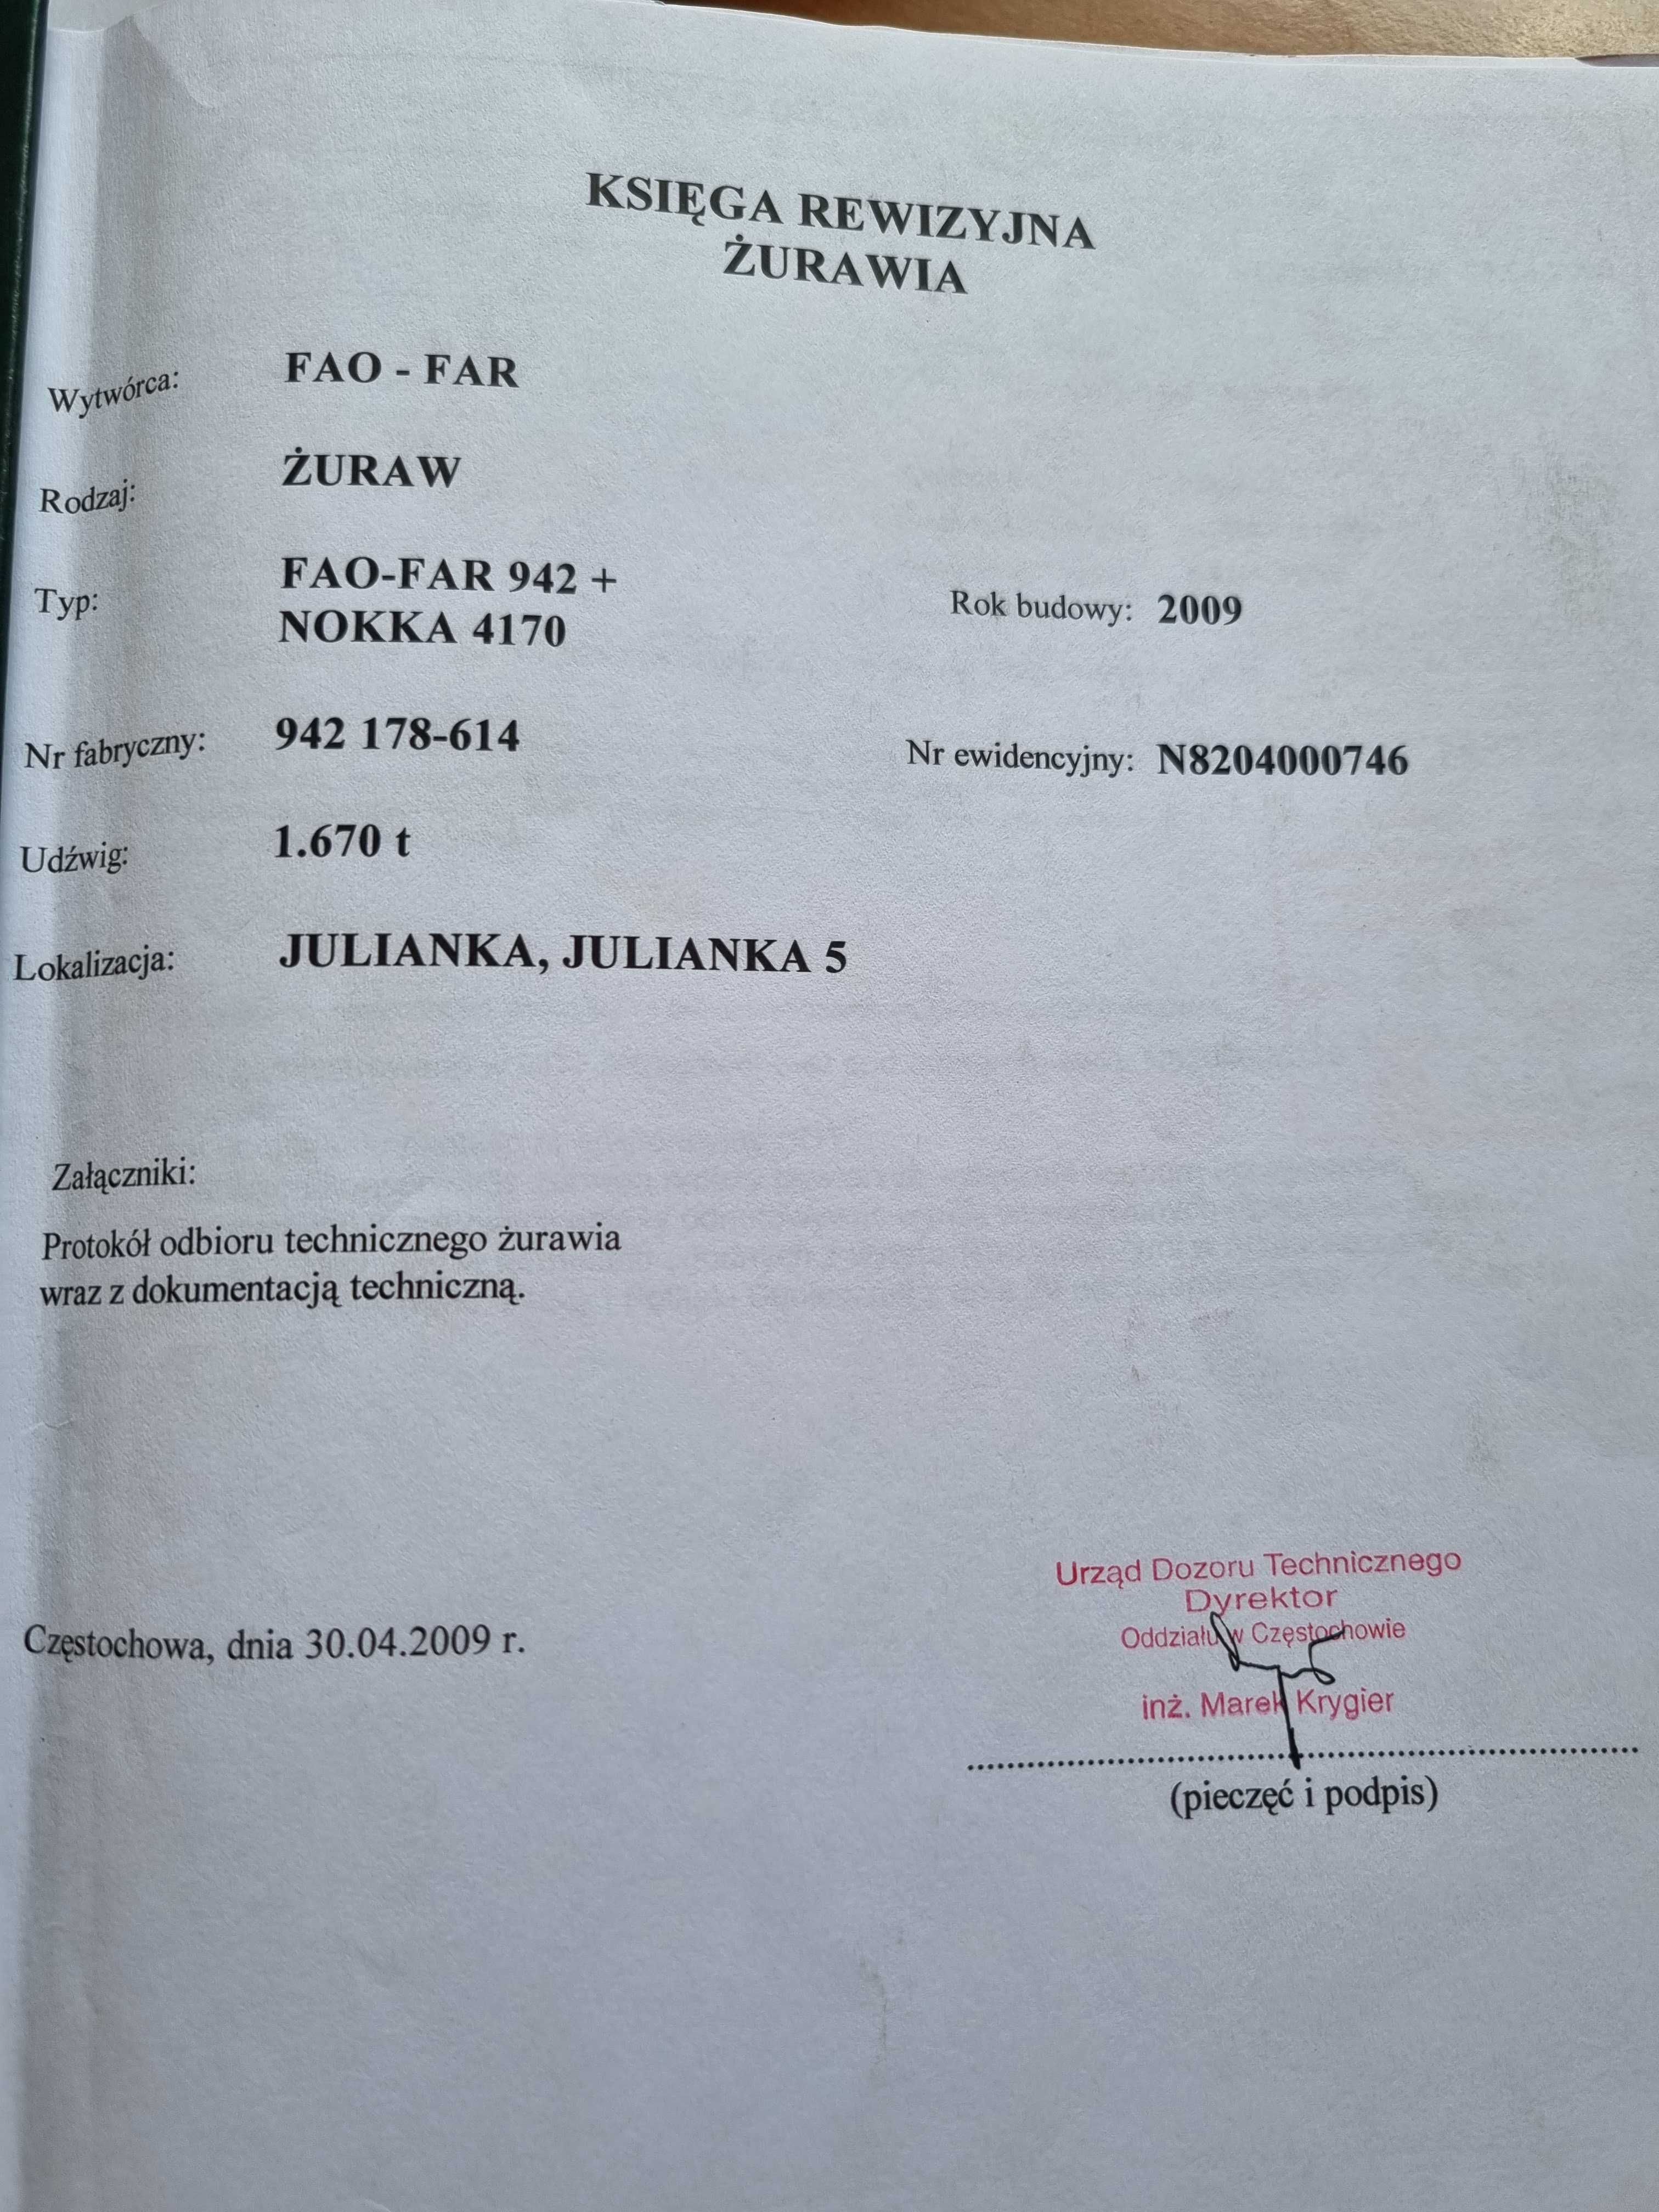 KSIĘGA REWIZYJNA
ŻURAWIA
Wytwórca: FAO - FAR
Rodzaj: ŻURAW
Typ: FAO-FAR 942 +
NOKKA 4170
Rok budowy: 2009
Nr fabryczny: 942 178-614
Nr ewidencyjny: N8204000746
Udźwig: 1.670 t
Lokalizacja: JULIANKA, JULIANKA 5
Załączniki:
Protokół odbioru technicznego żurawia
wraz z dokumentacją techniczną.
Częstochowa, dnia 30.04.2009 r.
Urząd Dozoru Technicznego
Dyrektor
Oddziału w Częstochowie
inż. Marek Krygier
(pieczęć i podpis)